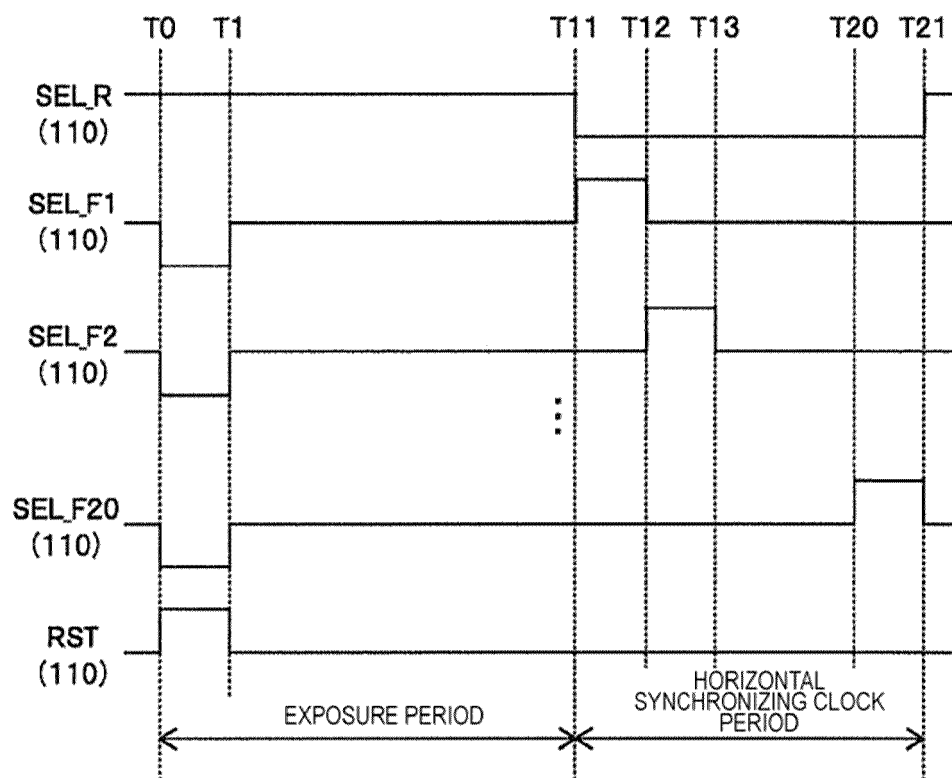 T0 T1 T11 T12 T13 T20 T21
SEL_R
(110)
SEL_F1
(110)
SEL_F2
(110)
SEL_F20
(110)
RST
(110)
EXPOSURE PERIOD
HORIZONTAL
SYNCHRONIZING CLOCK
PERIOD